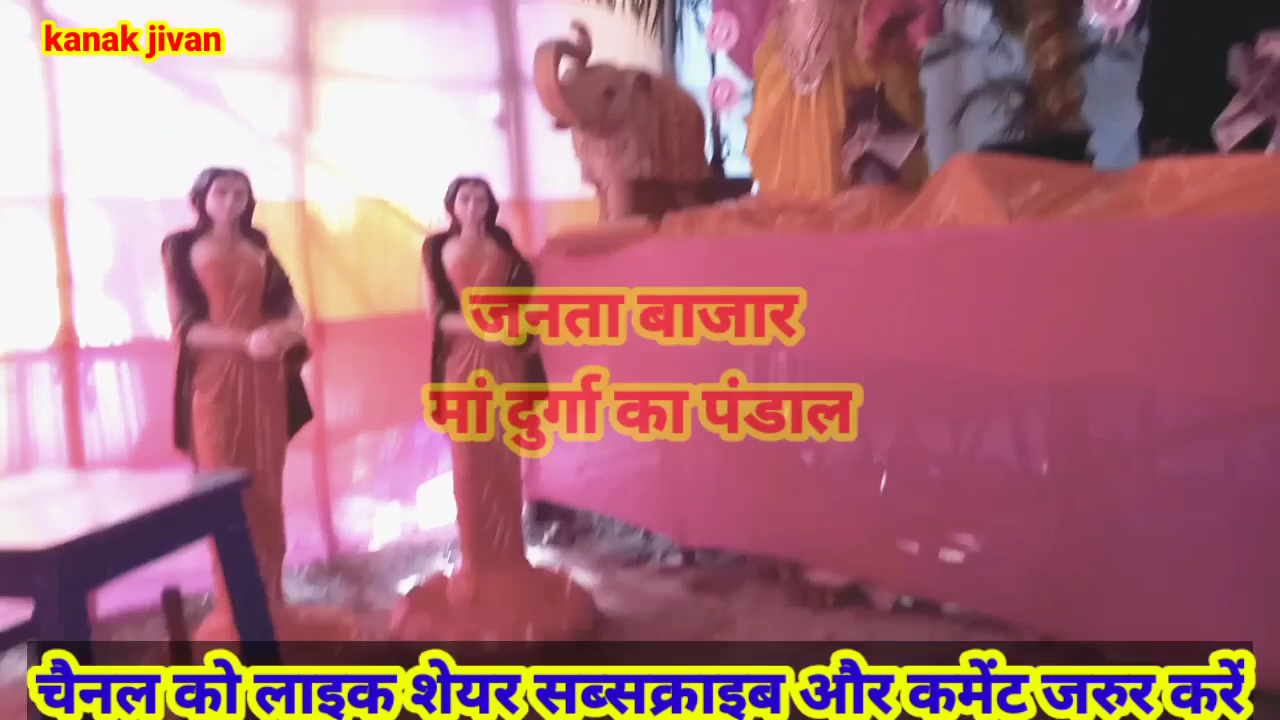 kanak jivan
जनता बाजार
मां दुर्गा का पंडाल
चैनल को लाइक शेयर सब्सक्राइब और कमेंट जरुर करें